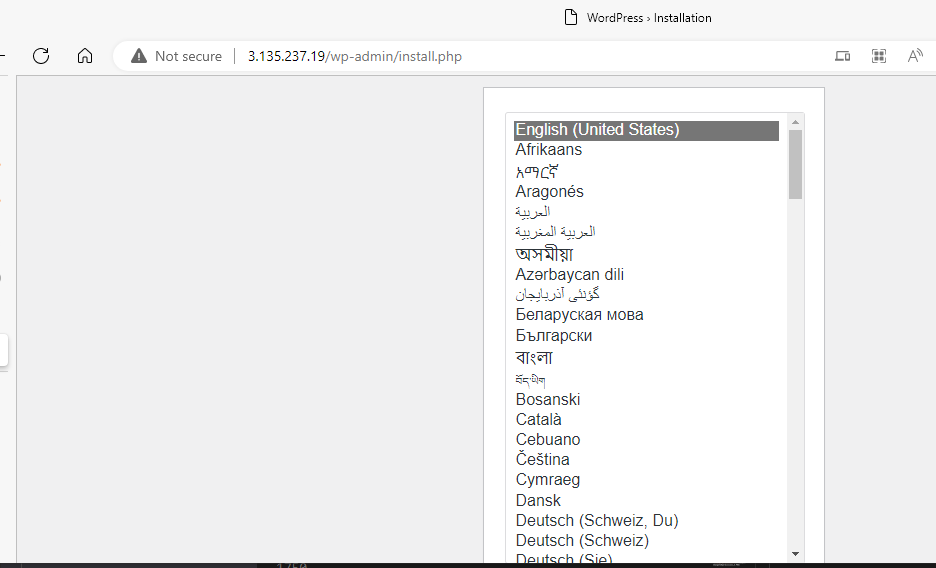 WordPress › Installation
Not secure
3.135.237.19/wp-admin/install.php
English (United States)
Afrikaans
አማርኛ
Aragonés
العربية
العربية المغربية
অসমীয়া
Azərbaycan dili
گؤنئی آذربایجان
Беларуская мова
Български
বাংলা
བོད་ཡིག
Bosanski
Català
Cebuano
Čeština
Cymraeg
Dansk
Deutsch (Schweiz, Du)
Deutsch (Schweiz)
Deutsch (Sie)